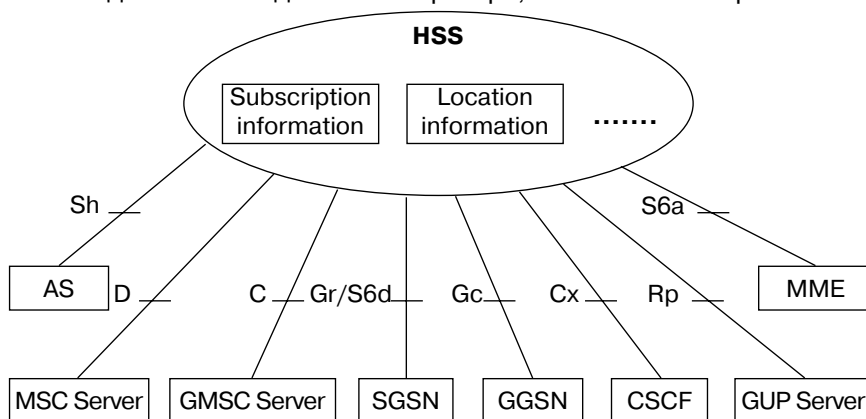 HSS
Subscription
information
Location
information
.......
Sh
S6a
AS
D
C
Gr/S6d
Gc
Cx
Rp
MME
MSC Server
GMSC Server
SGSN
GGSN
CSCF
GUP Server